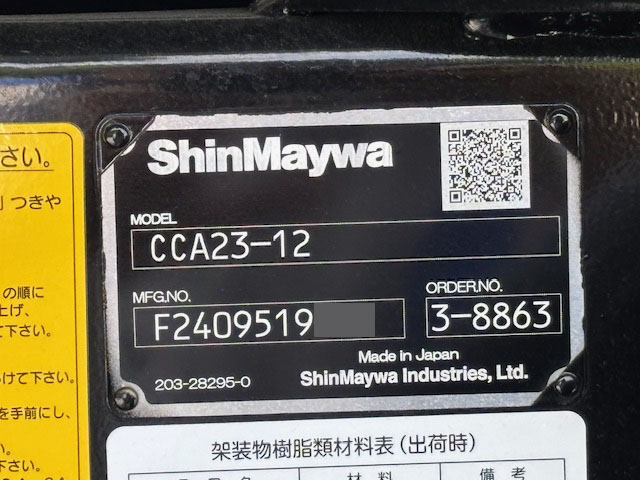 さい。
つきや
の順に
上げ、
て下さい。
けて下さい。
を手前にし、
下さい。
ShinMaywa
MODEL
CCA23-12
MFG.NO.
F2409519
ORDER.NO.
3-8863
Made in Japan
203-28295-0
ShinMaywa Industries, Ltd.
架装物樹脂類材料表（出荷時）
材 料
備 考